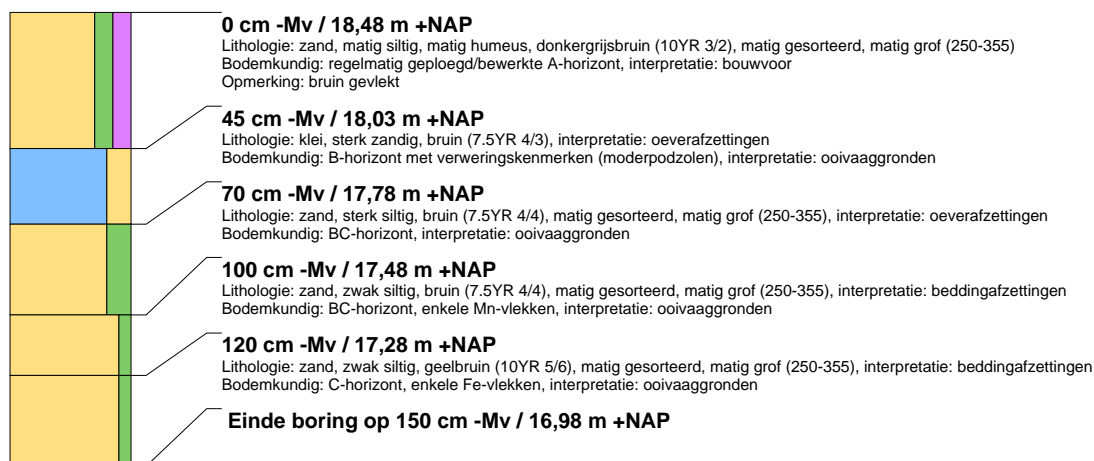 0 cm -Mv / 18,48 m +NAP
Lithologie: zand, matig siltig, matig humeus, donkergrijsbruin (10YR 3/2), matig gesorteerd, matig grof (250-355)
Bodemkundig: regelmatig geploegd/bewerkte A-horizont, interpretatie: bouwvoor
Opmerking: bruin gevlekt
45 cm -Mv / 18,03 m +NAP
Lithologie: klei, sterk zandig, bruin (7.5YR 4/3), interpretatie: oeverafzettingen
Bodemkundig: B-horizont met verweringskenmerken (moderpodzolen), interpretatie: ooivaaggronden
70 cm -Mv / 17,78 m +NAP
Lithologie: zand, sterk siltig, bruin (7.5YR 4/4), matig gesorteerd, matig grof (250-355), interpretatie: oeverafzettingen
Bodemkundig: BC-horizont, interpretatie: ooivaaggronden
100 cm -Mv / 17,48 m +NAP
Lithologie: zand, zwak siltig, bruin (7.5YR 4/4), matig gesorteerd, matig grof (250-355), interpretatie: beddingafzettingen
Bodemkundig: BC-horizont, enkele Mn-vlekken, interpretatie: ooivaaggronden
120 cm -Mv / 17,28 m +NAP
Lithologie: zand, zwak siltig, geelbruin (10YR 5/6), matig gesorteerd, matig grof (250-355), interpretatie: beddingafzettingen
Bodemkundig: C-horizont, enkele Fe-vlekken, interpretatie: ooivaaggronden
Einde boring op 150 cm -Mv / 16,98 m +NAP